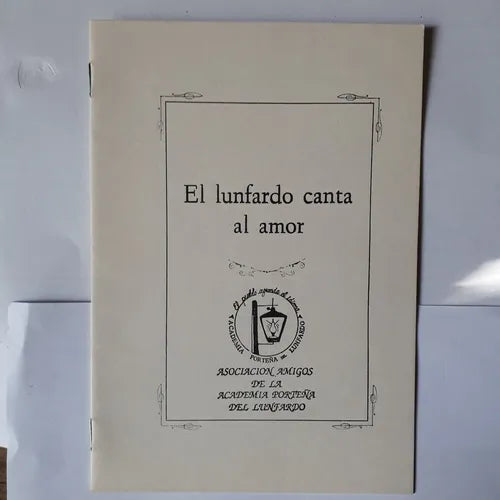 El lunfardo canta
al amor
El pueblo agranda el idioma
ACADEMIA PORTEÑA DEL LUNFARDO
ASOCIACION AMIGOS
DE LA
ACADEMIA PORTEÑA
DEL LUNFARDO